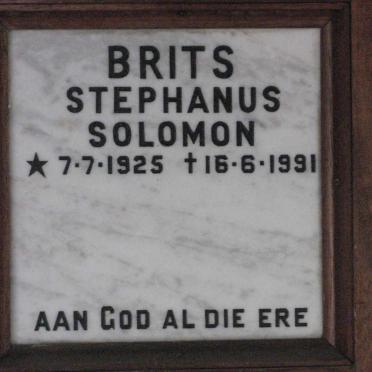 BRITS
STEPHANUS
SOLOMON
★ 7·7·1925 ✝16·6·1991
AAN GOD AL DIE ERE